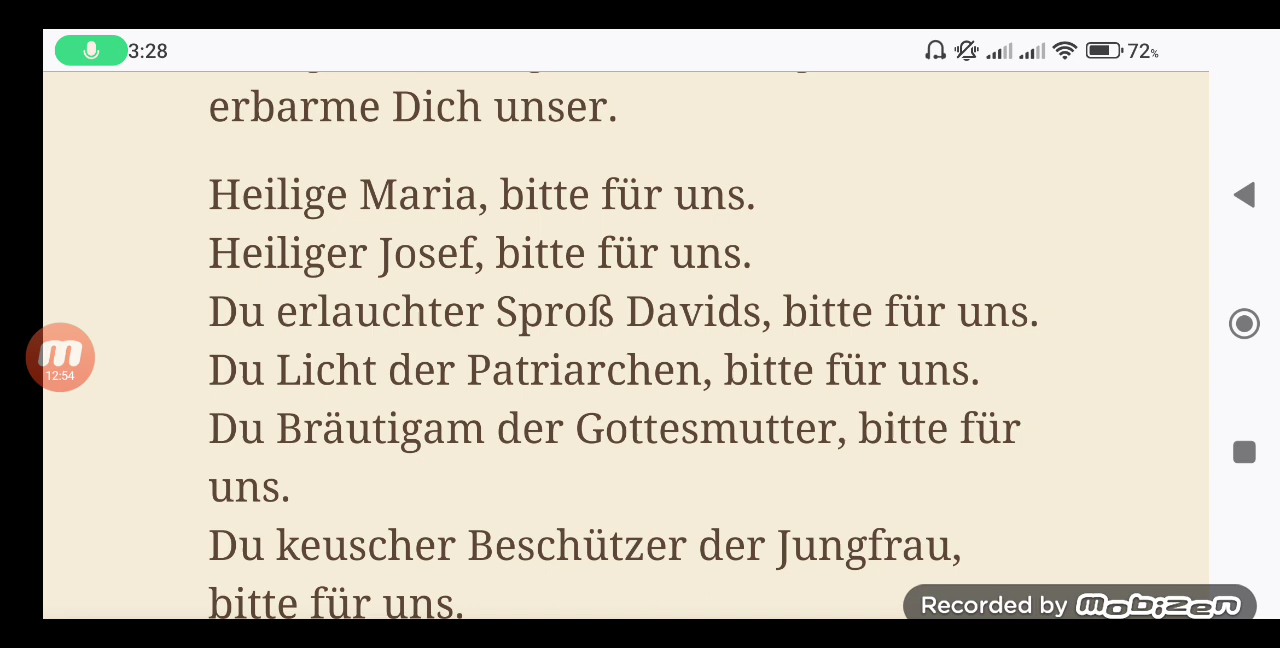 3:28
72%
erbarme Dich unser.
Heilige Maria, bitte für uns.
Heiliger Josef, bitte für uns.
Du erlauchter Sproß Davids, bitte für uns.
Du Licht der Patriarchen, bitte für uns.
Du Bräutigam der Gottesmutter, bitte für
uns.
Du keuscher Beschützer der Jungfrau,
bitte für uns.
m
12:54
Recorded by mobizen